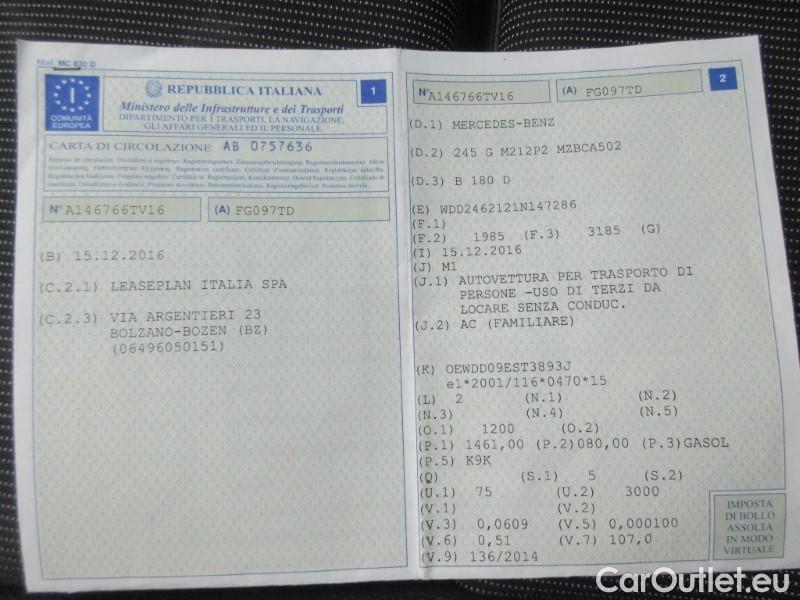 Mod. MC 820 D
I
COMUNITÀ
EUROPEA
REPUBBLICA ITALIANA
1
Ministero delle Infrastrutture e dei Trasporti
DIPARTIMENTO PER I TRASPORTI, LA NAVIGAZIONE,
GLI AFFARI GENERALI ED IL PERSONALE
CARTA DI CIRCOLAZIONE AB 0757636
N° A146766TV16
(A) FG097TD
(B) 15.12.2016
(C.2.1) LEASEPLAN ITALIA SPA
(C.2.3) VIA ARGENTIERI 23
BOLZANO-BOZEN (BZ)
(06496050151)
N° A146766TV16
(A) FG097TD
2
(D.1) MERCEDES-BENZ
(D.2) 245 G M212P2 MZBCA502
(D.3) B 180 D
(E) WDD2462121N147286
(F.1)
(F.2) 1985 (F.3) 3185 (G)
(I) 15.12.2016
(J) M1
(J.1) AUTOVETTURA PER TRASPORTO DI
PERSONE -USO DI TERZI DA
LOCARE SENZA CONDUC.
(J.2) AC (FAMILIARE)
(K) OEWDD09EST3893J
e1*2001/116*0470*15
(L) 2 (N.1) (N.2)
(N.3) (N.4) (N.5)
(O.1) 1200 (O.2)
(P.1) 1461,00 (P.2)080,00 (P.3)GASOL
(P.5) K9K
(Q) (S.1) 5 (S.2)
(U.1) 75 (U.2) 3000
(V.1) (V.2)
(V.3) 0,0609 (V.5) 0,000100
(V.6) 0,51 (V.7) 107,0
(V.9) 136/2014
IMPOSTA
DI BOLLO
ASSOLTA
IN MODO
VIRTUALE
CarOutlet.eu